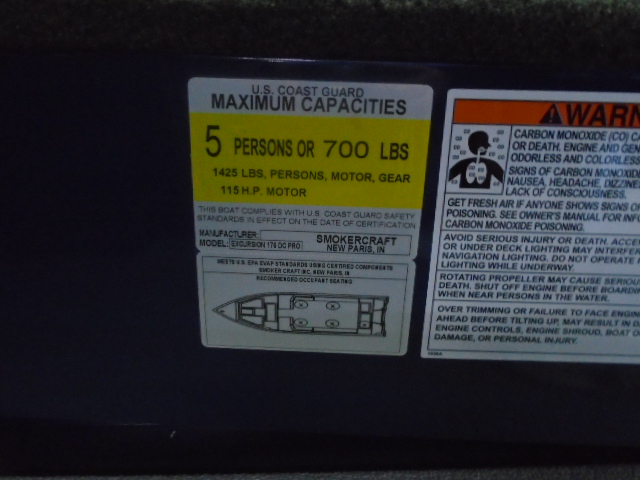 U.S. COAST GUARD
MAXIMUM CAPACITIES
5 PERSONS OR 700 LBS
1425 LBS, PERSONS, MOTOR, GEAR
115 H.P. MOTOR
THIS BOAT COMPLIES WITH U.S. COAST GUARD SAFETY
STANDARDS IN EFFECT ON THE DATE OF CERTIFICATION
MANUFACTURER: SMOKERCRAFT
MODEL: EXCURSION 178 DC PRO NEW PARIS, IN
MEETS U.S. EPA EVAP STANDARDS USING CERTIFIED COMPONENTS
SMOKER CRAFT INC, NEW PARIS, IN
RECOMMENDED OCCUPANT SEATING
WARN
CARBON MONOXIDE (CO) C
OR DEATH. ENGINE AND GEN
ODORLESS AND COLORLESS
SIGNS OF CARBON MONOXIDE
NAUSEA, HEADACHE, DIZZINE
LACK OF CONSCIOUSNESS.
GET FRESH AIR IF ANYONE SHOWS SIGNS O
POISONING. SEE OWNER'S MANUAL FOR INFO
CARBON MONOXIDE POISONING.
AVOID SERIOUS INJURY OR DEATH. ACCE
OR UNDER DECK LIGHTING MAY INTERFE
NAVIGATION LIGHTING. DO NOT OPERATE
LIGHTING WHILE UNDERWAY.
ROTATING PROPELLER MAY CAUSE SERIOU
DEATH. SHUT OFF ENGINE BEFORE BOARDI
WHEN NEAR PERSONS IN THE WATER.
OVER TRIMMING OR FAILURE TO FACE ENGIN
AHEAD BEFORE TILTING UP, MAY RESULT IN D
ENGINE CONTROLS, ENGINE SHROUD, BOAT O
DAMAGE, OR PERSONAL INJURY.